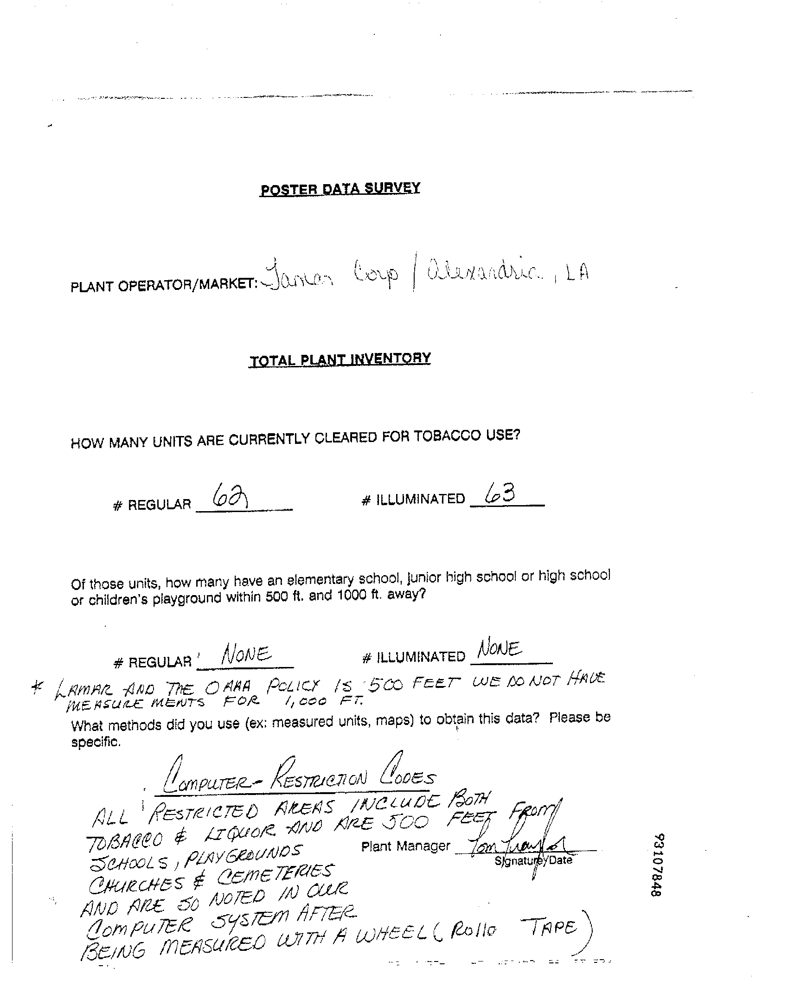 POSTER DATA SURVEY
PLANT OPERATOR/MARKET: Lamar Corp / Alexandria, LA
TOTAL PLANT INVENTORY
HOW MANY UNITS ARE CURRENTLY CLEARED FOR TOBACCO USE?
# REGULAR 62 # ILLUMINATED 63
Of those units, how many have an elementary school, junior high school or high school
or children's playground within 500 ft. and 1000 ft. away?
# REGULAR NONE # ILLUMINATED NONE
* LAMAR AND THE OAAA POLICY IS 500 FEET WE DO NOT HAVE
MEASUREMENTS FOR 1,000 FT.
What methods did you use (ex: measured units, maps) to obtain this data? Please be
specific.
COMPUTER - RESTRICTION CODES
ALL RESTRICTED AREAS INCLUDE BOTH
TOBACCO & LIQUOR AND ARE 500 FEET FROM
SCHOOLS, PLAYGROUNDS
CHURCHES & CEMETERIES
AND ARE SO NOTED IN OUR
COMPUTER SYSTEM AFTER
BEING MEASURED WITH A WHEEL (Rollo TAPE)
Plant Manager Tom
Signature/Date
93107848